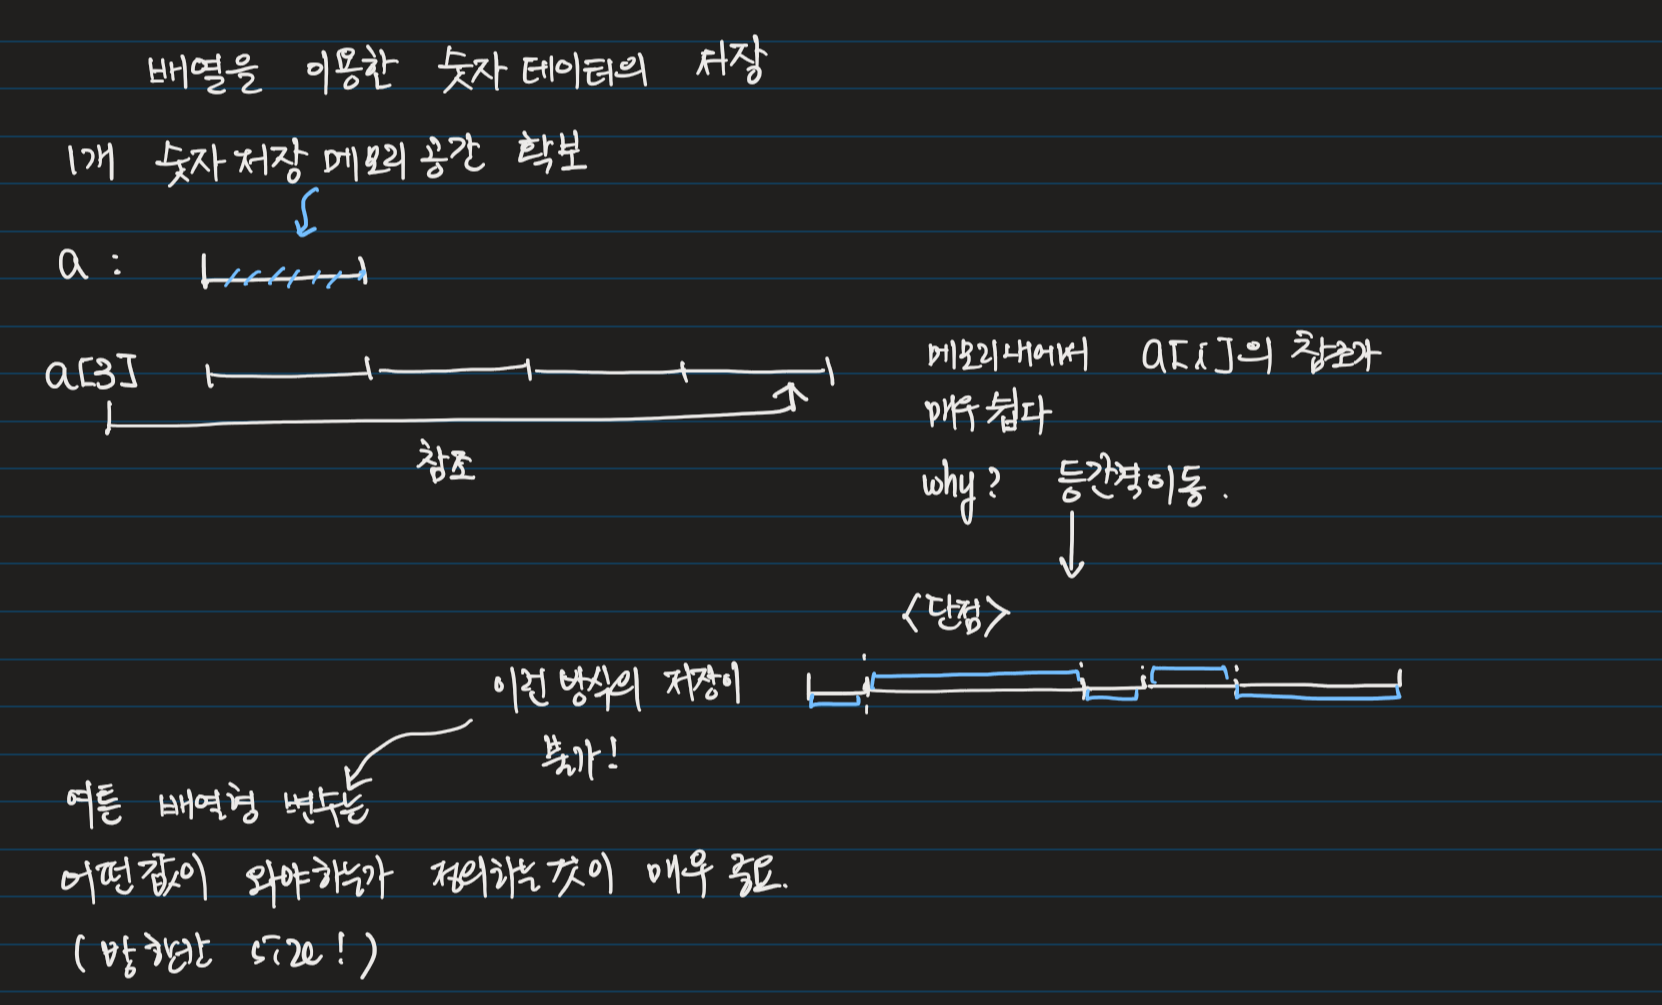 배열을 이용한 숫자 데이터의 저장
1개 숫자 저장 메모리 공간 확보
a :
a[3]
참조
메모리 내에서 a[i]의 참조가
매우 쉽다
why? 등간격 이동.
<단점>
이런 방식의 저장이
불가!
여튼 배열형 변수는
어떤값이 와야하는가 정의하는 것이 매우 중요.
( size!)